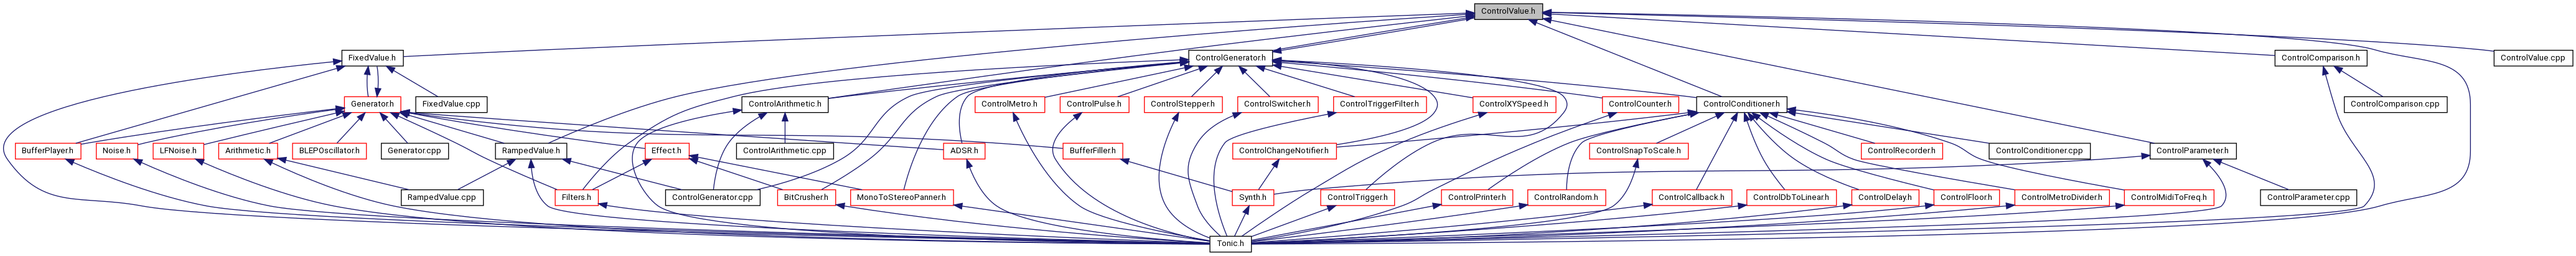 ControlValue.h
FixedValue.h
ControlGenerator.h
ControlComparison.h
ControlValue.cpp
Generator.h
FixedValue.cpp
ControlArithmetic.h
ControlMetro.h
ControlPulse.h
ControlStepper.h
ControlSwitcher.h
ControlTriggerFilter.h
ControlXYSpeed.h
ControlCounter.h
ControlConditioner.h
ControlComparison.cpp
BufferPlayer.h
Noise.h
LFNoise.h
Arithmetic.h
BLEPOscillator.h
Generator.cpp
RampedValue.h
Effect.h
ControlArithmetic.cpp
ADSR.h
BufferFiller.h
ControlChangeNotifier.h
ControlSnapToScale.h
ControlRecorder.h
ControlConditioner.cpp
ControlParameter.h
RampedValue.cpp
Filters.h
ControlGenerator.cpp
BitCrusher.h
MonoToStereoPanner.h
Synth.h
ControlTrigger.h
ControlPrinter.h
ControlRandom.h
ControlCallback.h
ControlDbToLinear.h
ControlDelay.h
ControlFloor.h
ControlMetroDivider.h
ControlMidiToFreq.h
ControlParameter.cpp
Tonic.h